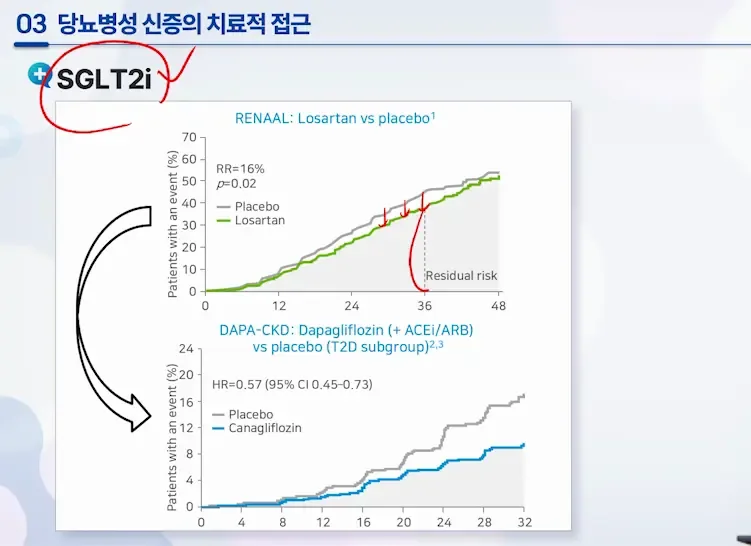 03 당뇨병성 신증의 치료적 접근
SGLT2i
RENAAL: Losartan vs placebo1
Patients with an event (%)
70
60
50
40
30
20
10
0
RR=16%
p=0.02
Placebo
Losartan
Residual risk
0 12 24 36 48
DAPA-CKD: Dapagliflozin (+ ACEi/ARB)
vs placebo (T2D subgroup)2,3
Patients with an event (%)
24
20
16
12
8
4
0
HR=0.57 (95% CI 0.45-0.73)
Placebo
Canagliflozin
0 4 8 12 16 20 24 28 32